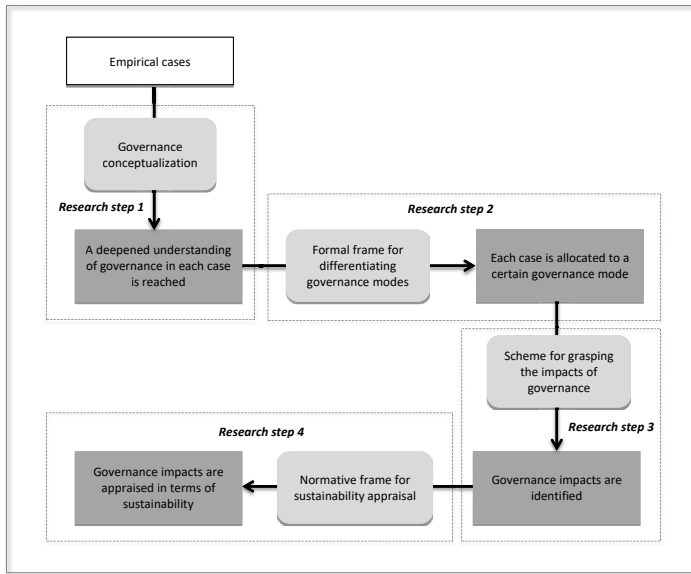 Empirical cases
Governance
conceptualization
Research step 1
A deepened understanding
of governance in each case
is reached
Research step 2
Formal frame for
differentiating
governance modes
Each case is allocated to a
certain governance mode
Scheme for grasping
the impacts of
governance
Research step 3
Governance impacts are
identified
Research step 4
Normative frame for
sustainability appraisal
Governance impacts are
appraised in terms of
sustainability